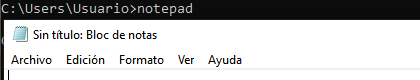 C:\Users\Usuario>notepad
Sin título: Bloc de notas
Archivo Edición Formato Ver Ayuda